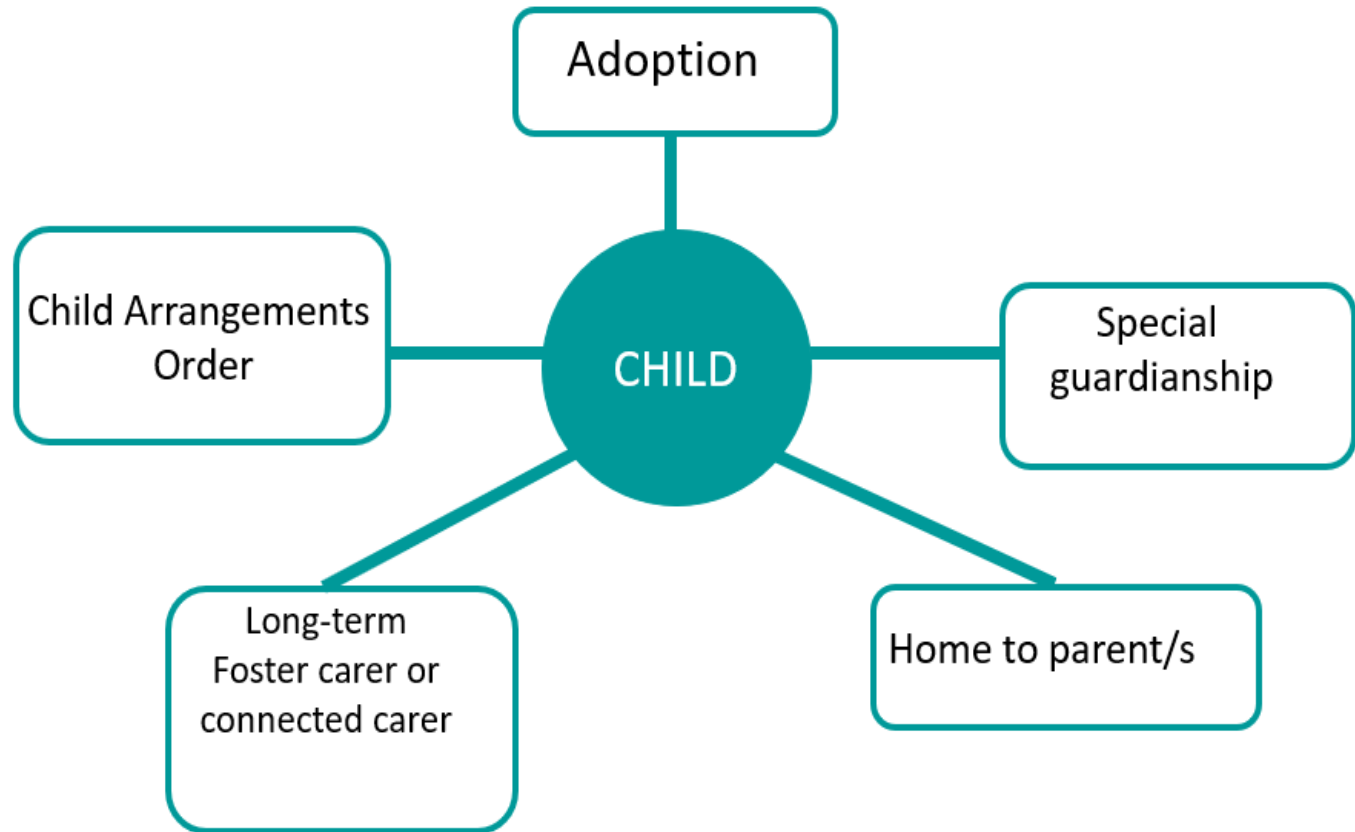 Adoption
Child Arrangements
Order
CHILD
Special
guardianship
Long-term
Foster carer or
connected carer
Home to parent/s